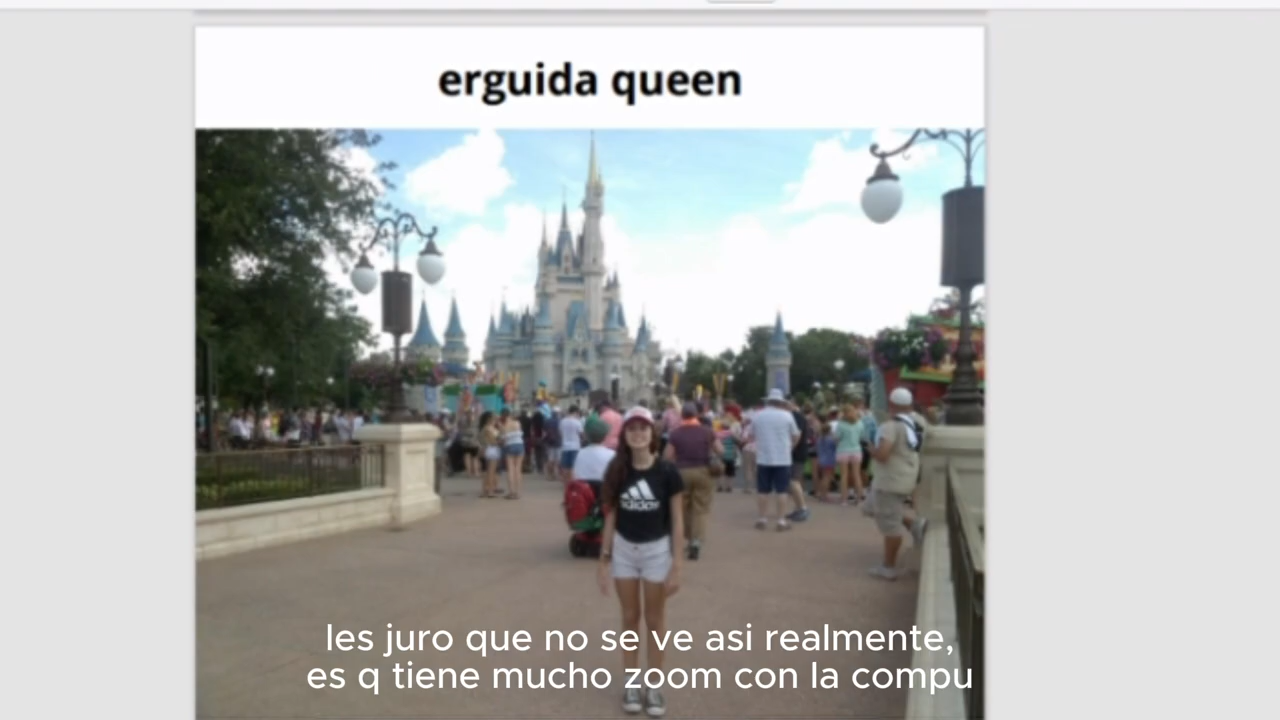 erguida queen
adidas
les juro que no se ve asi realmente,
es q tiene mucho zoom con la compu